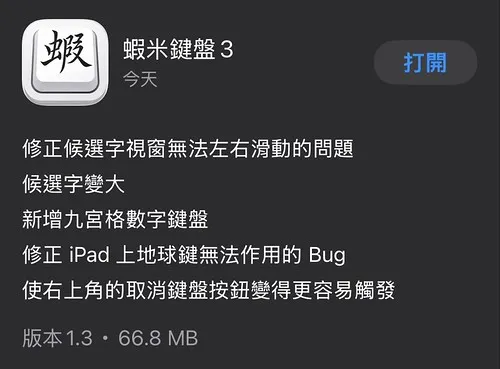 蝦
蝦米鍵盤 3
今天
打開
修正候選字視窗無法左右滑動的問題
候選字變大
新增九宮格數字鍵盤
修正 iPad 上地球鍵無法作用的 Bug
使右上角的取消鍵盤按鈕變得更容易觸發
版本 1.3 • 66.8 MB